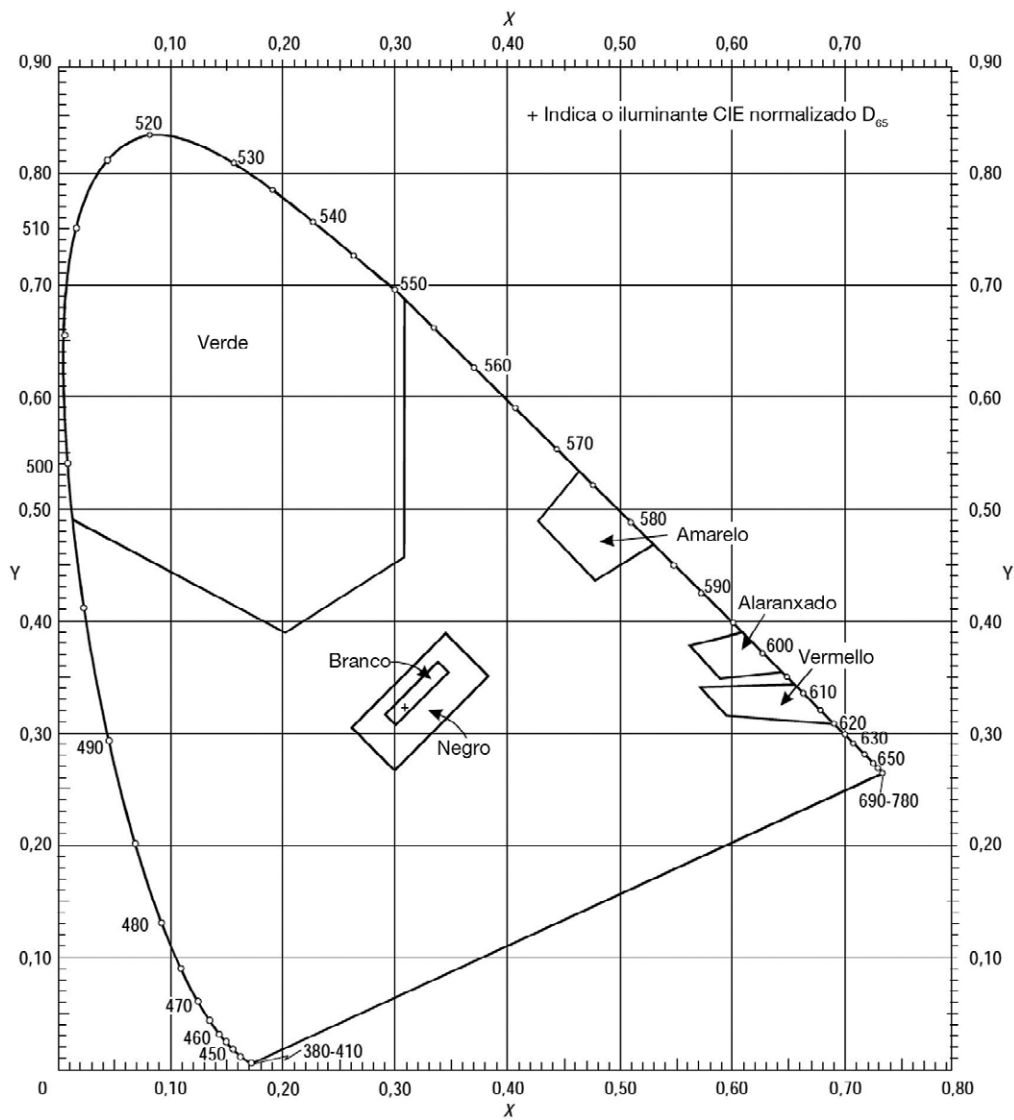 X
0,10 0,20 0,30 0,40 0,50 0,60 0,70
0,90 0,90
+ Indica o iluminante CIE normalizado D65
520
530
0,80 0,80
540
510
550
0,70 0,70
Verde
560
0,60 0,60
570
500
0,50 580 0,50
Amarelo
Y Y
590
Alaranxado
0,40 0,40
600
Branco Vermello
610
620
0,30 630 0,30
490 Negro
650
690-780
0,20 0,20
480
0,10 0,10
470
460
450 380-410
0 0,10 0,20 0,30 0,40 0,50 0,60 0,70 0,80
X